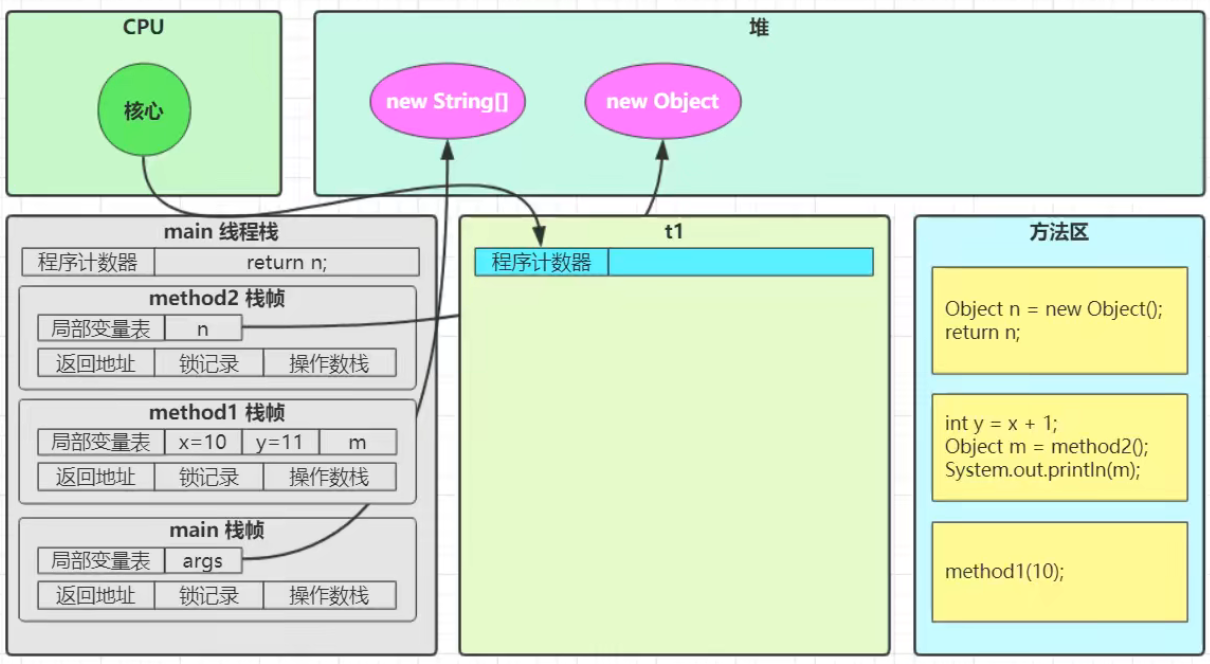 CPU
核心
堆
new String[]
new Object
main 线程栈
程序计数器 return n;
method2 栈帧
局部变量表 n
返回地址 锁记录 操作数栈
method1 栈帧
局部变量表 x=10 y=11 m
返回地址 锁记录 操作数栈
main 栈帧
局部变量表 args
返回地址 锁记录 操作数栈
t1
程序计数器
方法区
Object n = new Object();
return n;
int y = x + 1;
Object m = method2();
System.out.println(m);
method1(10);